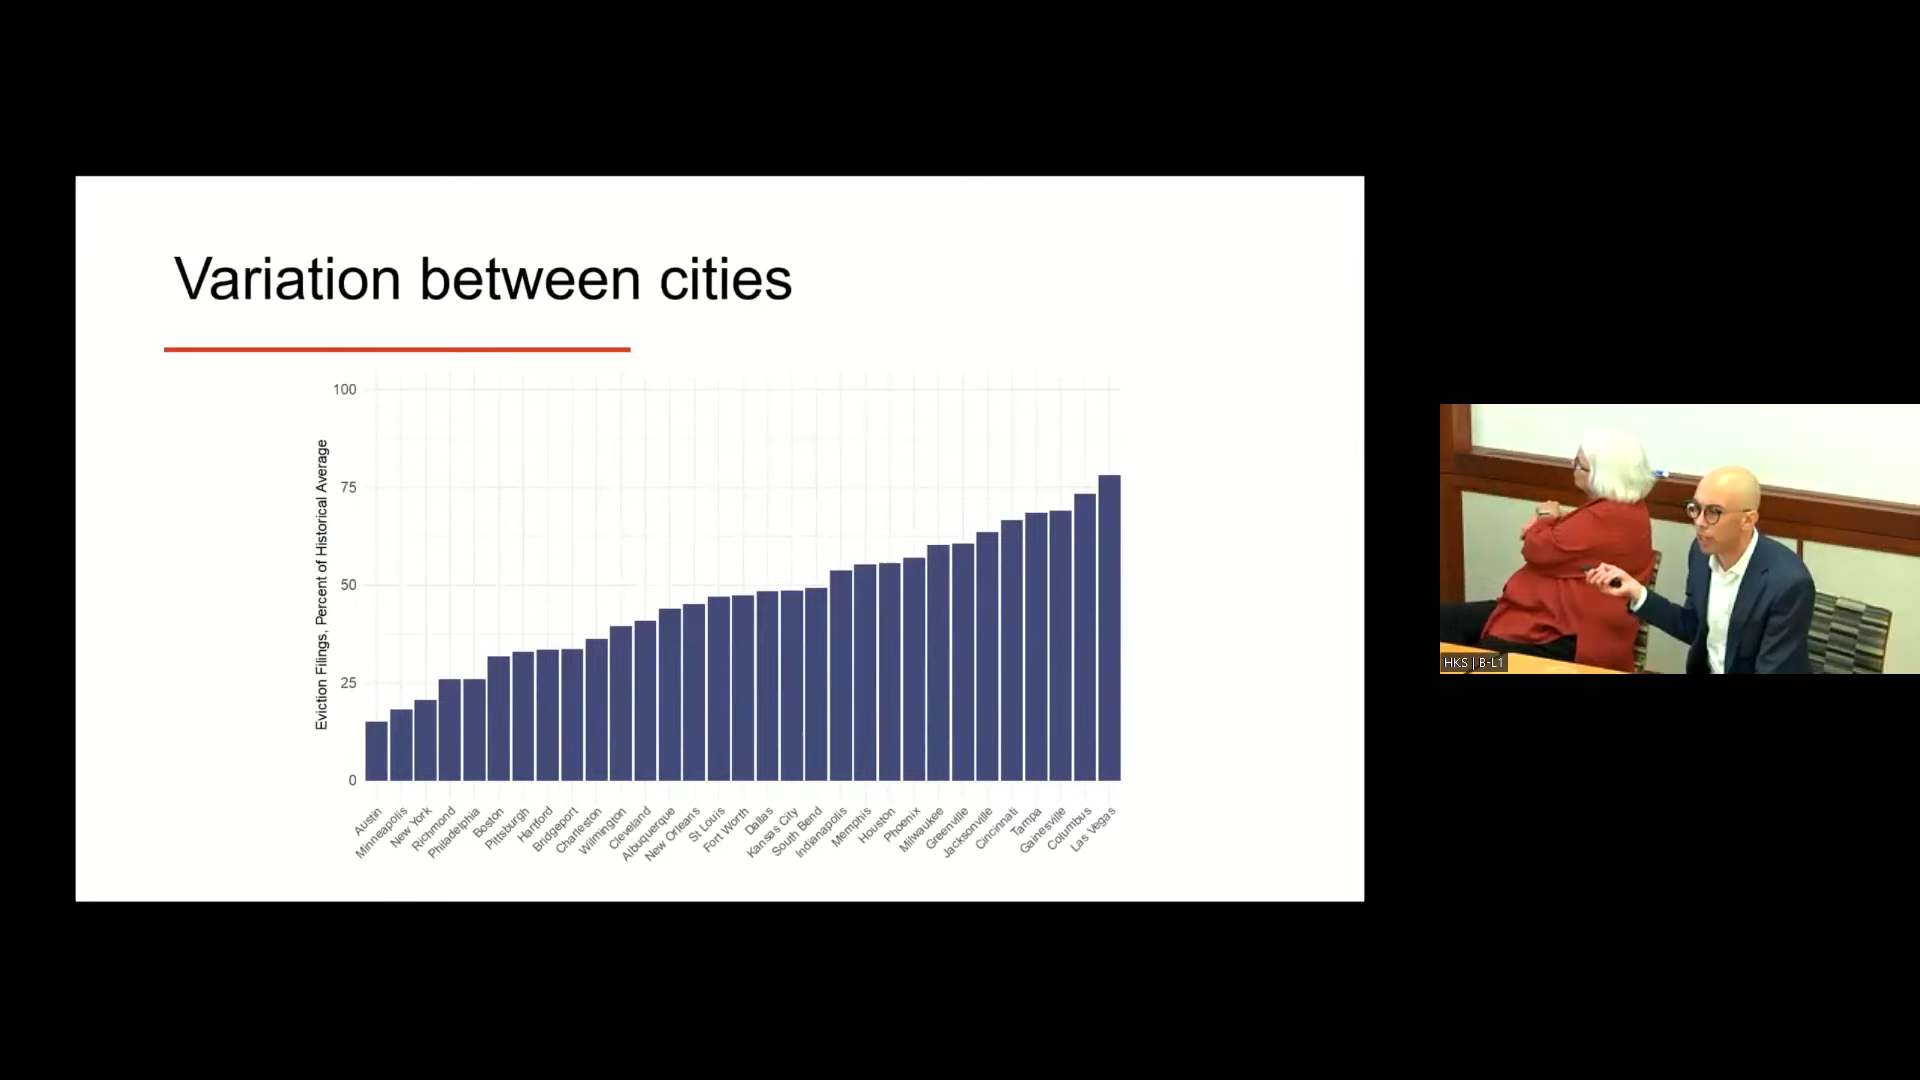 Variation between cities
Eviction Filings, Percent of Historical Average
100
75
50
25
0
Austin
Minneapolis
New York
Richmond
Philadelphia
Boston
Pittsburgh
Hartford
Bridgeport
Charleston
Wilmington
Cleveland
Albuquerque
New Orleans
St Louis
Fort Worth
Dallas
Kansas City
South Bend
Indianapolis
Memphis
Houston
Phoenix
Milwaukee
Greenville
Jacksonville
Cincinnati
Tampa
Gainesville
Columbus
Las Vegas
HKS | B-L1